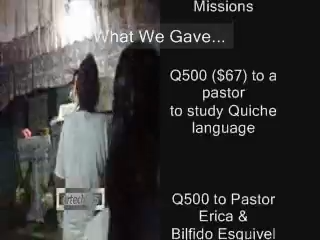 Missions
What We Gave...
Q500 ($67) to a
pastor
to study Quiche
language
Q500 to Pastor
Erica &
Bilfido Esquivel